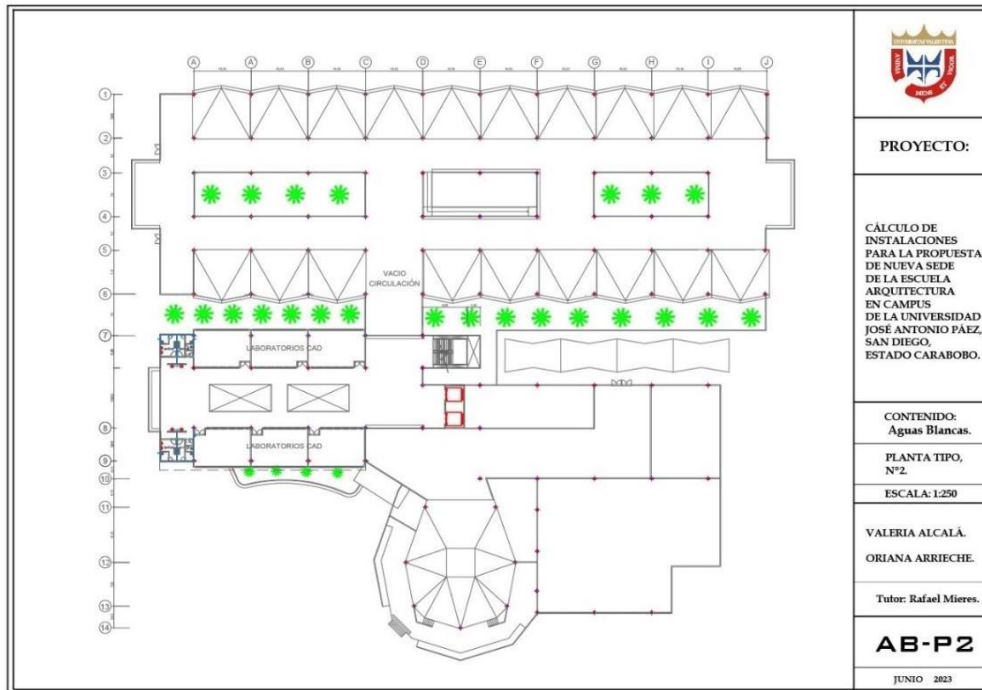 A A' B C D E F G H I J
1
2
3
4
5
6
7
8
9
10
11
12
13
14
VACIO
CIRCULACIÓN
LABORATORIOS CAD
LABORATORIOS CAD
PROYECTO:
CÁLCULO DE
INSTALACIONES
PARA LA PROPUESTA
DE NUEVA SEDE
DE LA ESCUELA
ARQUITECTURA
EN CAMPUS
DE LA UNIVERSIDAD
JOSÉ ANTONIO PÁEZ,
SAN DIEGO,
ESTADO CARABOBO.
CONTENIDO:
Aguas Blancas.
PLANTA TIPO,
N°2.
ESCALA: 1:250
VALERIA ALCALÁ.
ORIANA ARRIECHE.
Tutor: Rafael Mieres.
AB-P2
JUNIO 2023